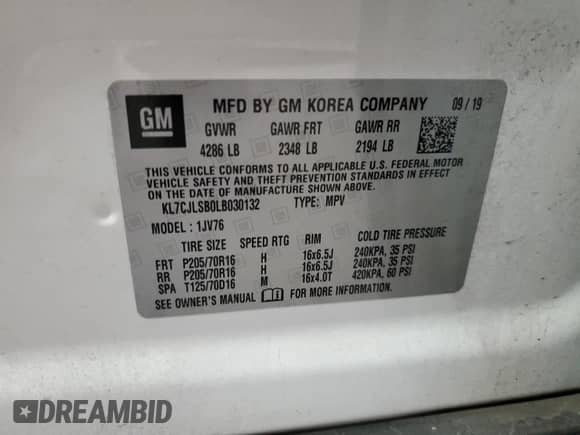 GM
MFD BY GM KOREA COMPANY 09/19
GVWR GAWR FRT GAWR RR
4286 LB 2348 LB 2194 LB
THIS VEHICLE CONFORMS TO ALL APPLICABLE U.S. FEDERAL MOTOR
VEHICLE SAFETY AND THEFT PREVENTION STANDARDS IN EFFECT
ON THE DATE OF MANUFACTURE SHOWN ABOVE.
KL7CJLSB0LB030132 TYPE: MPV
MODEL: 1JV76
TIRE SIZE SPEED RTG RIM COLD TIRE PRESSURE
FRT P205/70R16 H 16x6.5J 240KPA, 35 PSI
RR P205/70R16 H 16x6.5J 240KPA, 35 PSI
SPA T125/70D16 M 16x4.0T 420KPA, 60 PSI
SEE OWNER'S MANUAL FOR MORE INFORMATION
DREAMBID